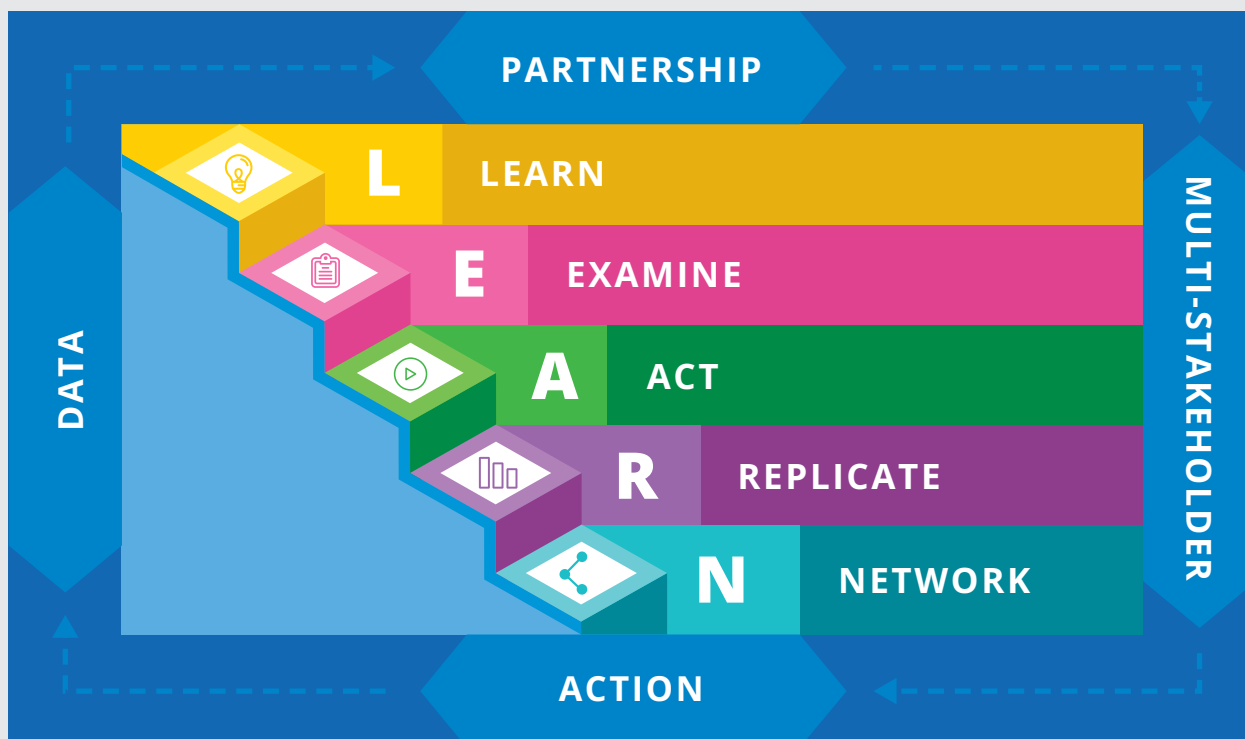 PARTNERSHIP
L LEARN
E EXAMINE
A ACT
R REPLICATE
N NETWORK
MULTI-STAKEHOLDER
ACTION
DATA